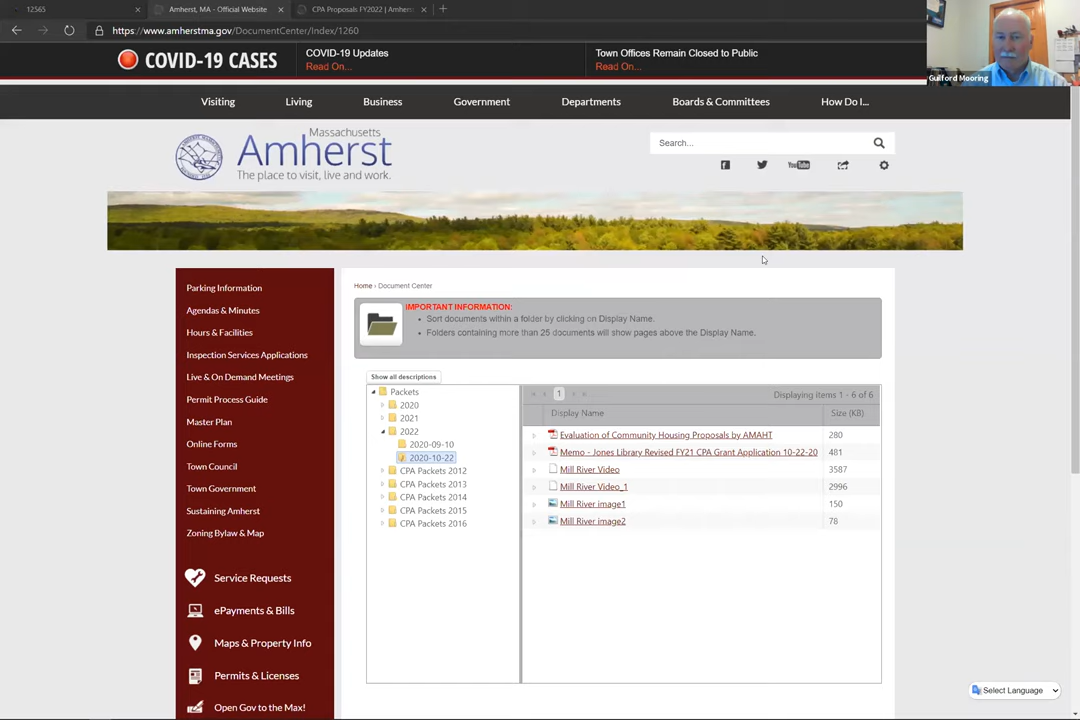 12565
Amherst, MA - Official Website
CPA Proposals FY2022 | Amherst
https://www.amherstma.gov/DocumentCenter/Index/1260
COVID-19 CASES
COVID-19 Updates
Read On...
Town Offices Remain Closed to Public
Read On...
Guilford Mooring
Visiting
Living
Business
Government
Departments
Boards & Committees
How Do I...
Massachusetts
Amherst
The place to visit, live and work.
Search...
You Tube
Parking Information
Agendas & Minutes
Hours & Facilities
Inspection Services Applications
Live & On Demand Meetings
Permit Process Guide
Master Plan
Online Forms
Town Council
Town Government
Sustaining Amherst
Zoning Bylaw & Map
Service Requests
ePayments & Bills
Maps & Property Info
Permits & Licenses
Open Gov to the Max!
Home › Document Center
IMPORTANT INFORMATION:
• Sort documents within a folder by clicking on Display Name.
• Folders containing more than 25 documents will show pages above the Display Name.
Show all descriptions
Packets
2020
2021
2022
2020-09-10
2020-10-22
CPA Packets 2012
CPA Packets 2013
CPA Packets 2014
CPA Packets 2015
CPA Packets 2016
1
Displaying items 1 - 6 of 6
Display Name Size (KB)
Evaluation of Community Housing Proposals by AMAHT 280
Memo - Jones Library Revised FY21 CPA Grant Application 10-22-20 481
Mill River Video 3587
Mill River Video_1 2996
Mill River image1 150
Mill River image2 78
Select Language